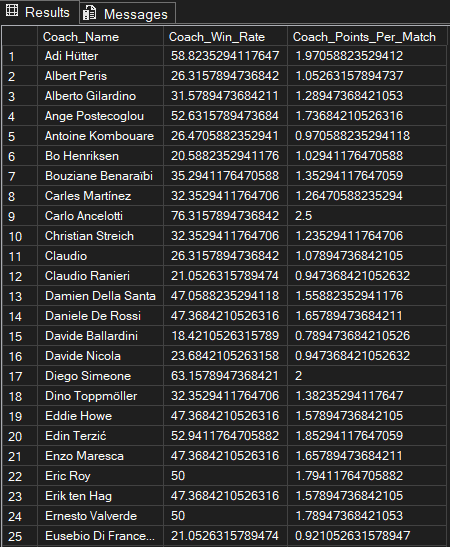 Results Messages
Coach_Name Coach_Win_Rate Coach_Points_Per_Match
1 Adi Hütter 58.8235294117647 1.97058823529412
2 Albert Peris 26.3157894736842 1.05263157894737
3 Alberto Gilardino 31.5789473684211 1.28947368421053
4 Ange Postecoglou 52.6315789473684 1.73684210526316
5 Antoine Kombouare 26.4705882352941 0.970588235294118
6 Bo Henriksen 20.5882352941176 1.02941176470588
7 Bouziane Benaraïbi 35.2941176470588 1.35294117647059
8 Carles Martínez 32.3529411764706 1.26470588235294
9 Carlo Ancelotti 76.3157894736842 2.5
10 Christian Streich 32.3529411764706 1.23529411764706
11 Claudio 26.3157894736842 1.07894736842105
12 Claudio Ranieri 21.0526315789474 0.947368421052632
13 Damien Della Santa 47.0588235294118 1.55882352941176
14 Daniele De Rossi 47.3684210526316 1.65789473684211
15 Davide Ballardini 18.4210526315789 0.789473684210526
16 Davide Nicola 23.6842105263158 0.947368421052632
17 Diego Simeone 63.1578947368421 2
18 Dino Toppmöller 32.3529411764706 1.38235294117647
19 Eddie Howe 47.3684210526316 1.57894736842105
20 Edin Terzić 52.9411764705882 1.85294117647059
21 Enzo Maresca 47.3684210526316 1.65789473684211
22 Eric Roy 50 1.79411764705882
23 Erik ten Hag 47.3684210526316 1.57894736842105
24 Ernesto Valverde 50 1.78947368421053
25 Eusebio Di France... 21.0526315789474 0.921052631578947